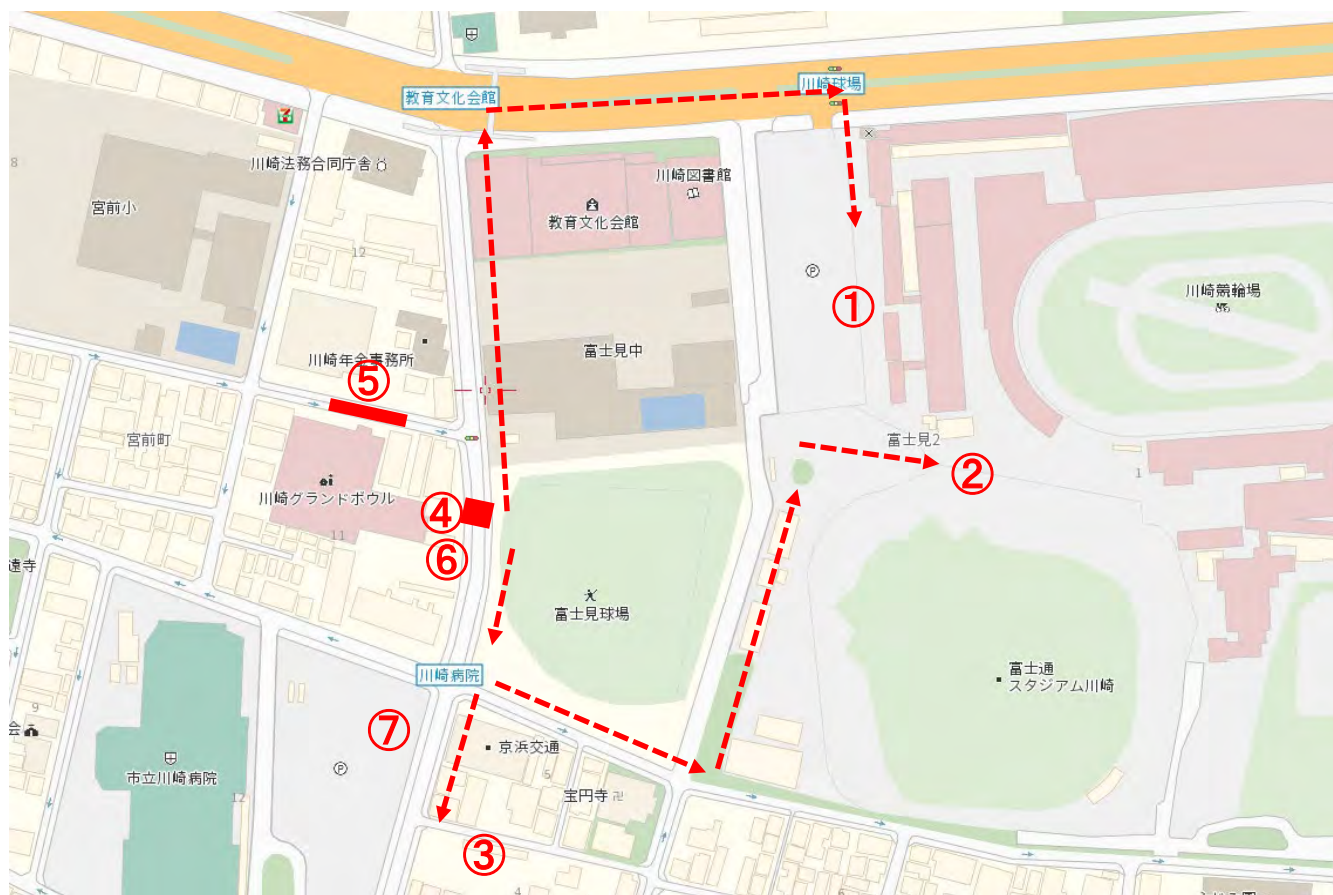 川崎球場
教育文化会館
川崎法務合同庁舎
川崎図書館
8
宮前小
教育文化会館
12
P
川崎競輪場
①
富士見中
川崎年金事務所
⑤
宮前町
富士見2
②
1
川崎グランドボウル
④
11
⑥
遠寺
富士見球場
川崎病院
富士通
スタジアム川崎
9
会
⑦
京浜交通
市立川崎病院
P
5
12
宝円寺
卍
③
4